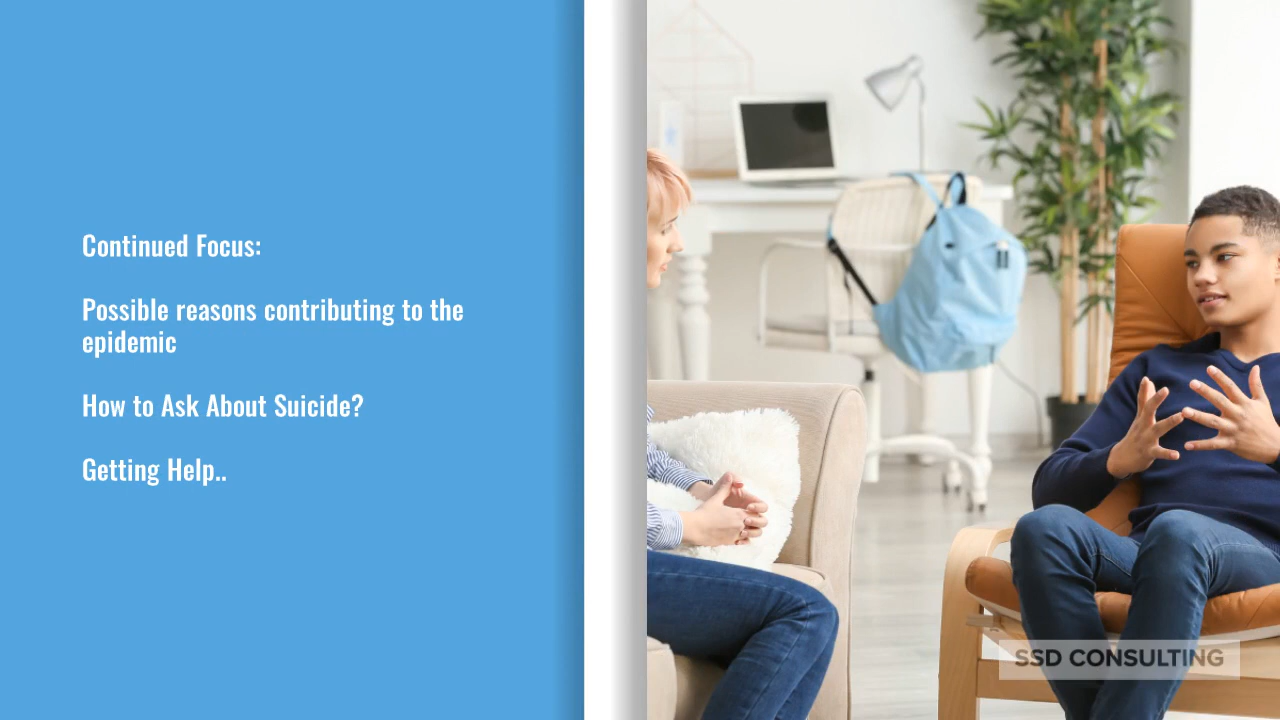 Continued Focus:
Possible reasons contributing to the
epidemic
How to Ask About Suicide?
Getting Help..
SSD CONSULTING